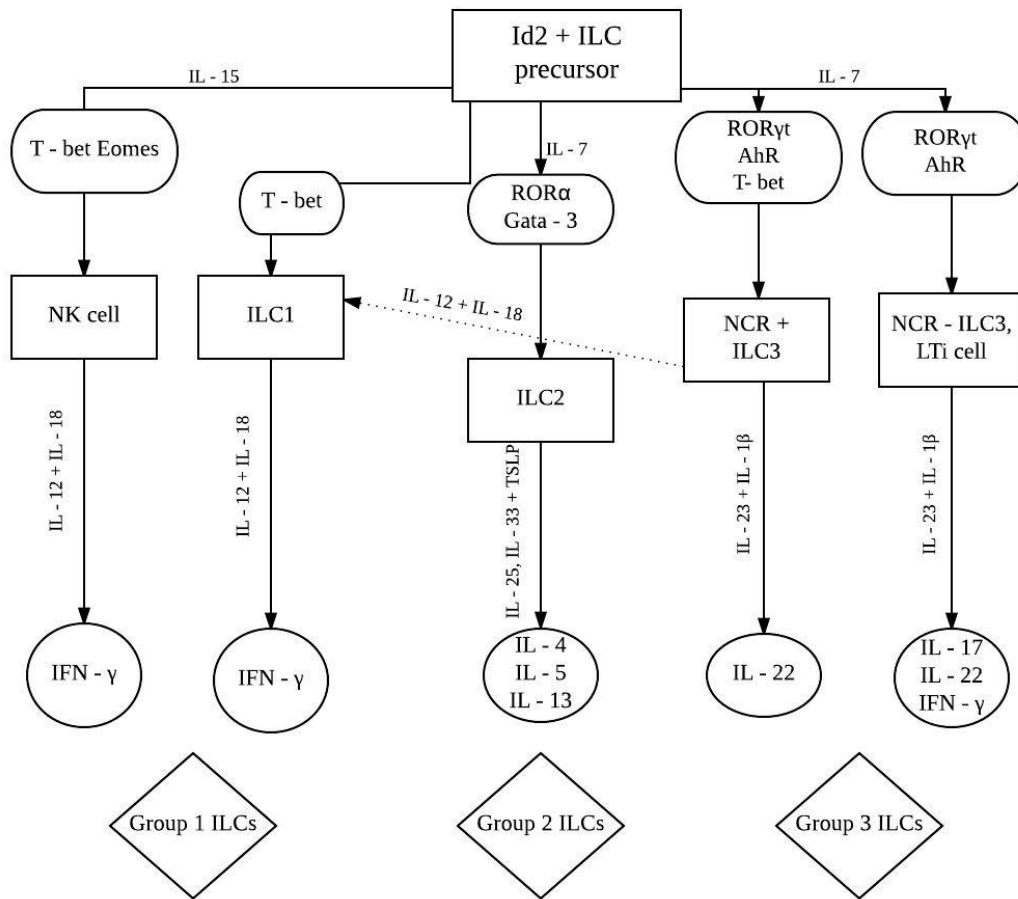 Id2 + ILC
precursor
IL - 15
IL - 7
T - bet Eomes
T - bet
IL - 7
RORα
Gata - 3
RORγt
AhR
T- bet
RORγt
AhR
NK cell
ILC1
IL - 12 + IL - 18
ILC2
NCR +
ILC3
NCR - ILC3,
LTi cell
IL - 12 + IL - 18
IL - 12 + IL - 18
IL - 25, IL - 33 + TSLP
IL - 23 + IL - 1β
IL - 23 + IL - 1β
IFN - γ
IFN - γ
IL - 4
IL - 5
IL - 13
IL - 22
IL - 17
IL - 22
IFN - γ
Group 1 ILCs
Group 2 ILCs
Group 3 ILCs